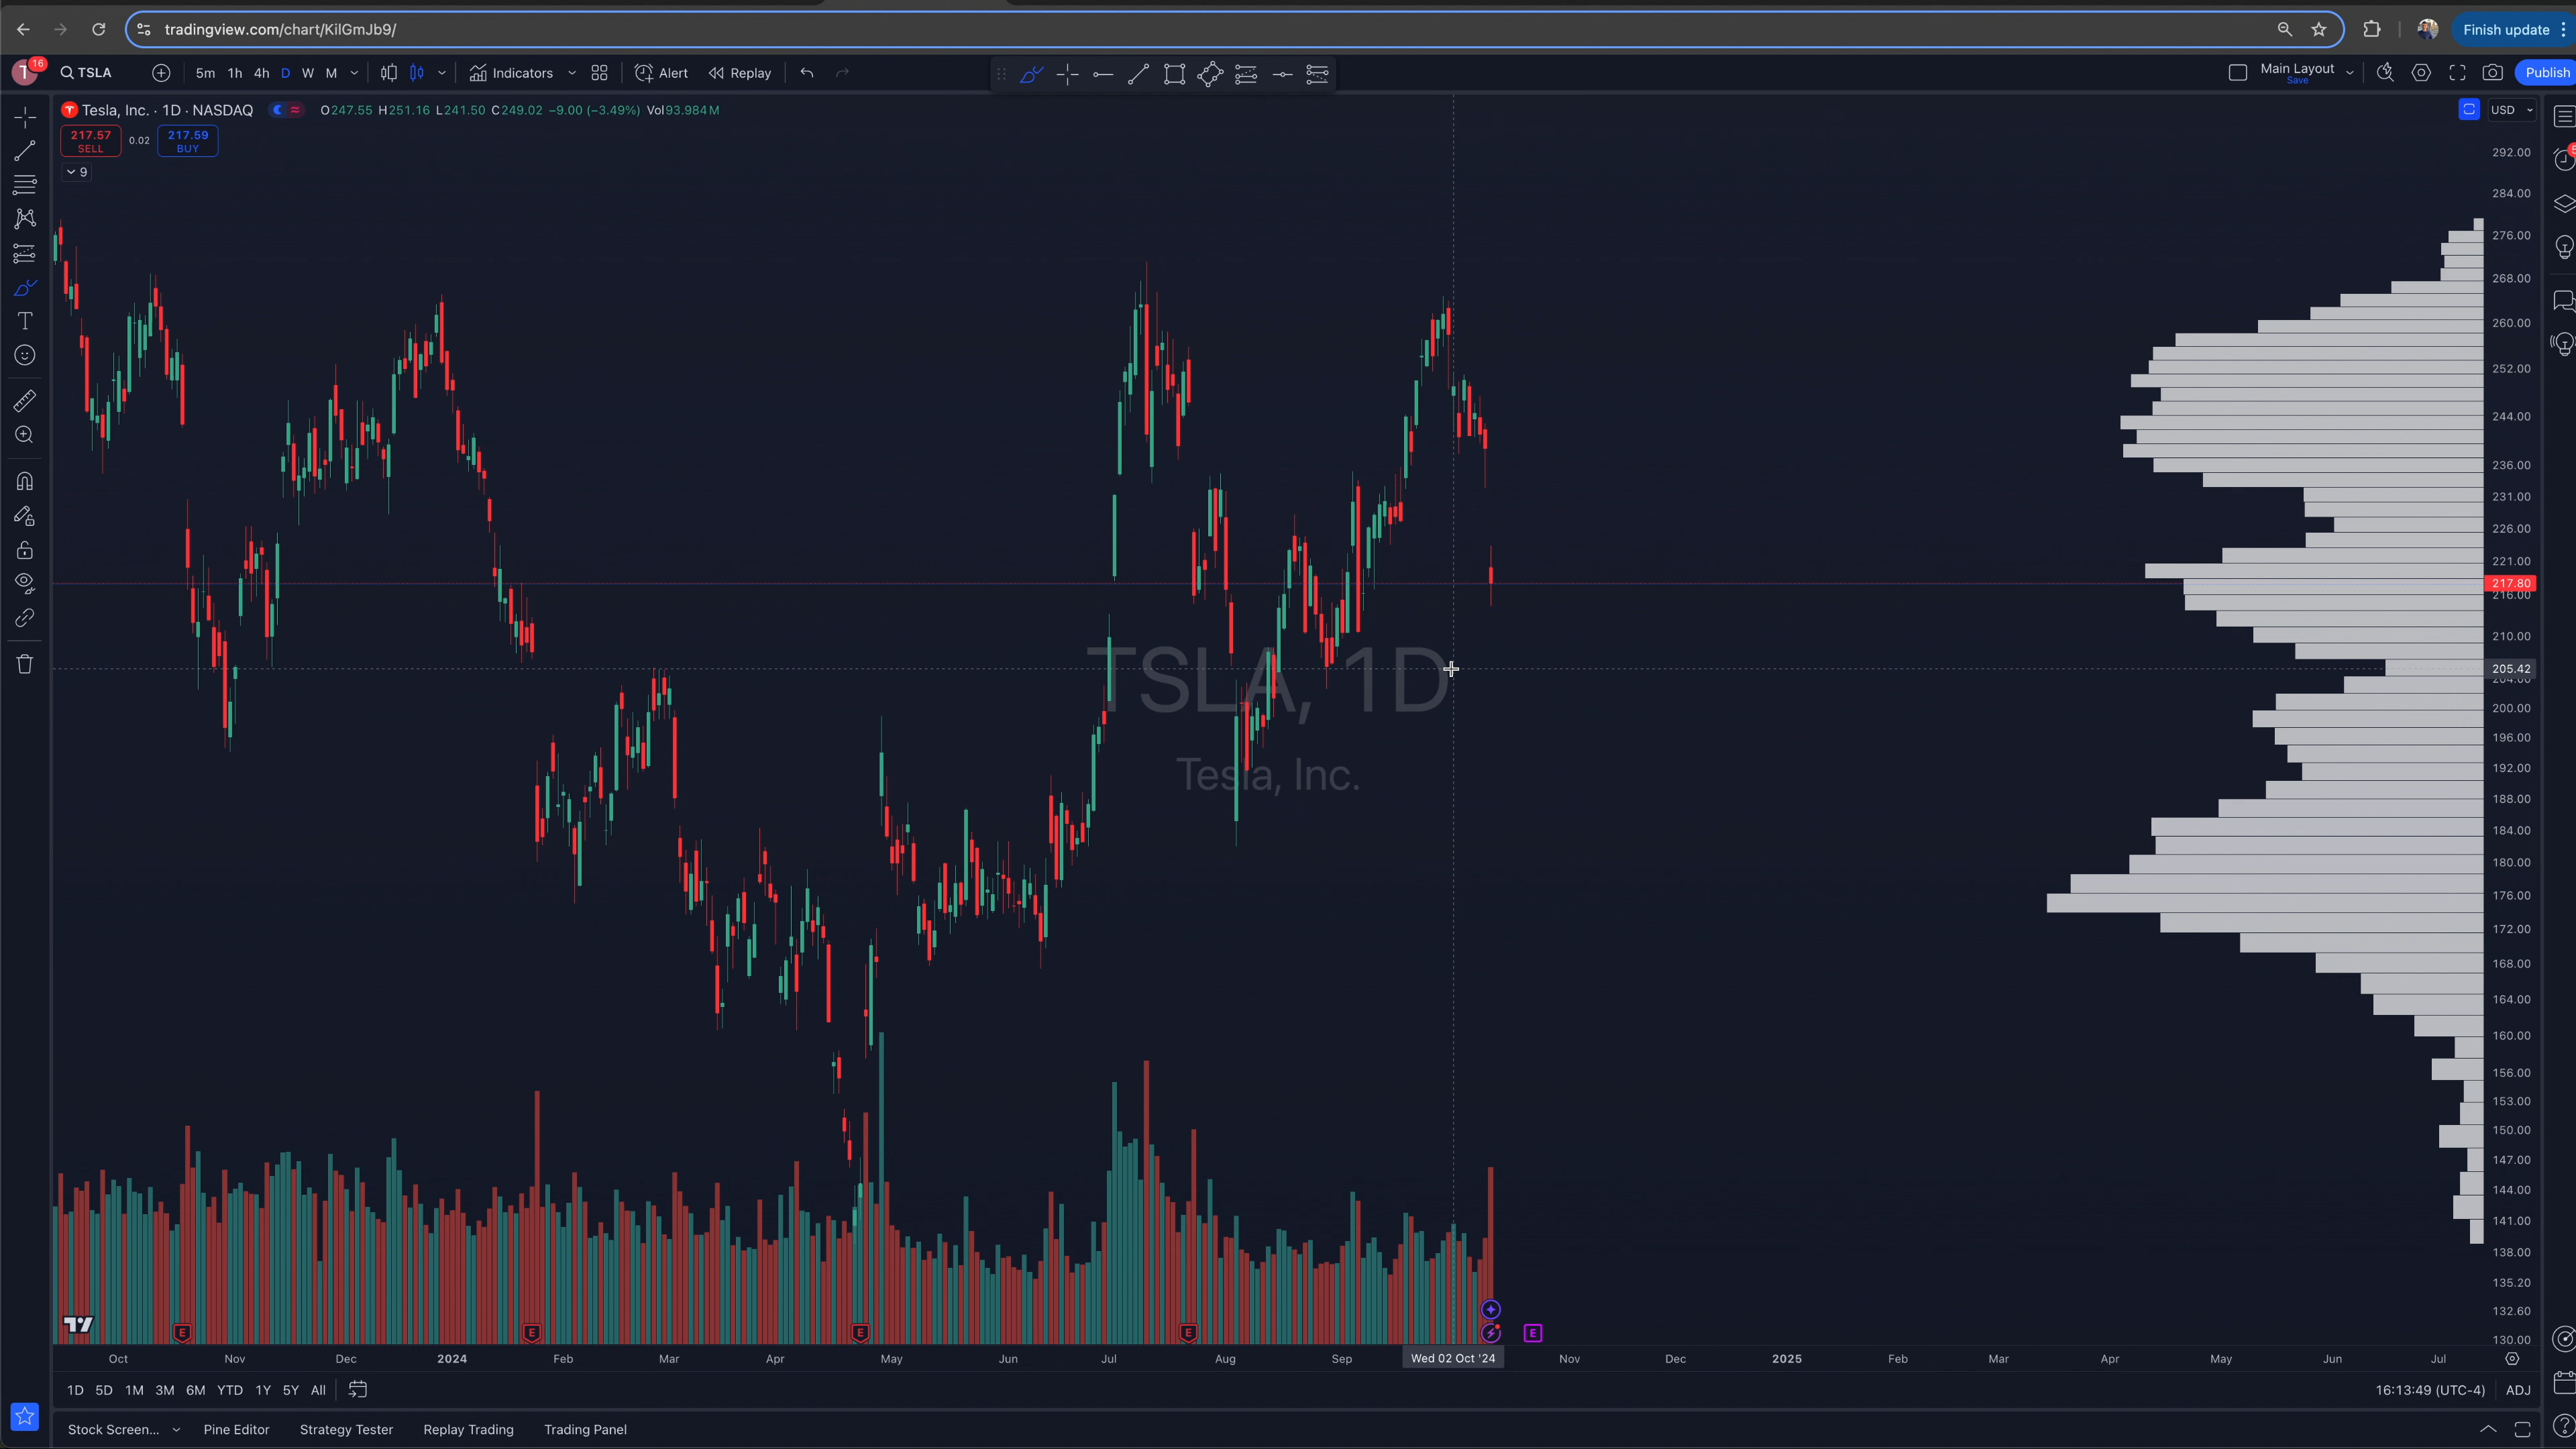 tradingview.com/chart/KilGmJb9/
Finish update
T
16
TSLA
5m 1h 4h D W M
Indicators
Alert
Replay
Main Layout
Save
Publish
Tesla, Inc. · 1D · NASDAQ
O247.55 H251.16 L241.50 C249.02 −9.00 (−3.49%) Vol93.984M
USD
217.57
SELL
0.02
217.59
BUY
9
292.00
284.00
276.00
268.00
260.00
252.00
244.00
236.00
231.00
226.00
221.00
217.80
216.00
210.00
205.42
204.00
200.00
196.00
192.00
188.00
184.00
180.00
176.00
172.00
168.00
164.00
160.00
156.00
153.00
150.00
147.00
144.00
141.00
138.00
135.20
132.60
130.00
TSLA, 1D
Tesla, Inc.
E E E E E
Oct Nov Dec 2024 Feb Mar Apr May Jun Jul Aug Sep Wed 02 Oct '24 Nov Dec 2025 Feb Mar Apr May Jun Jul
1D 5D 1M 3M 6M YTD 1Y 5Y All
16:13:49 (UTC-4) ADJ
Stock Screen... Pine Editor Strategy Tester Replay Trading Trading Panel